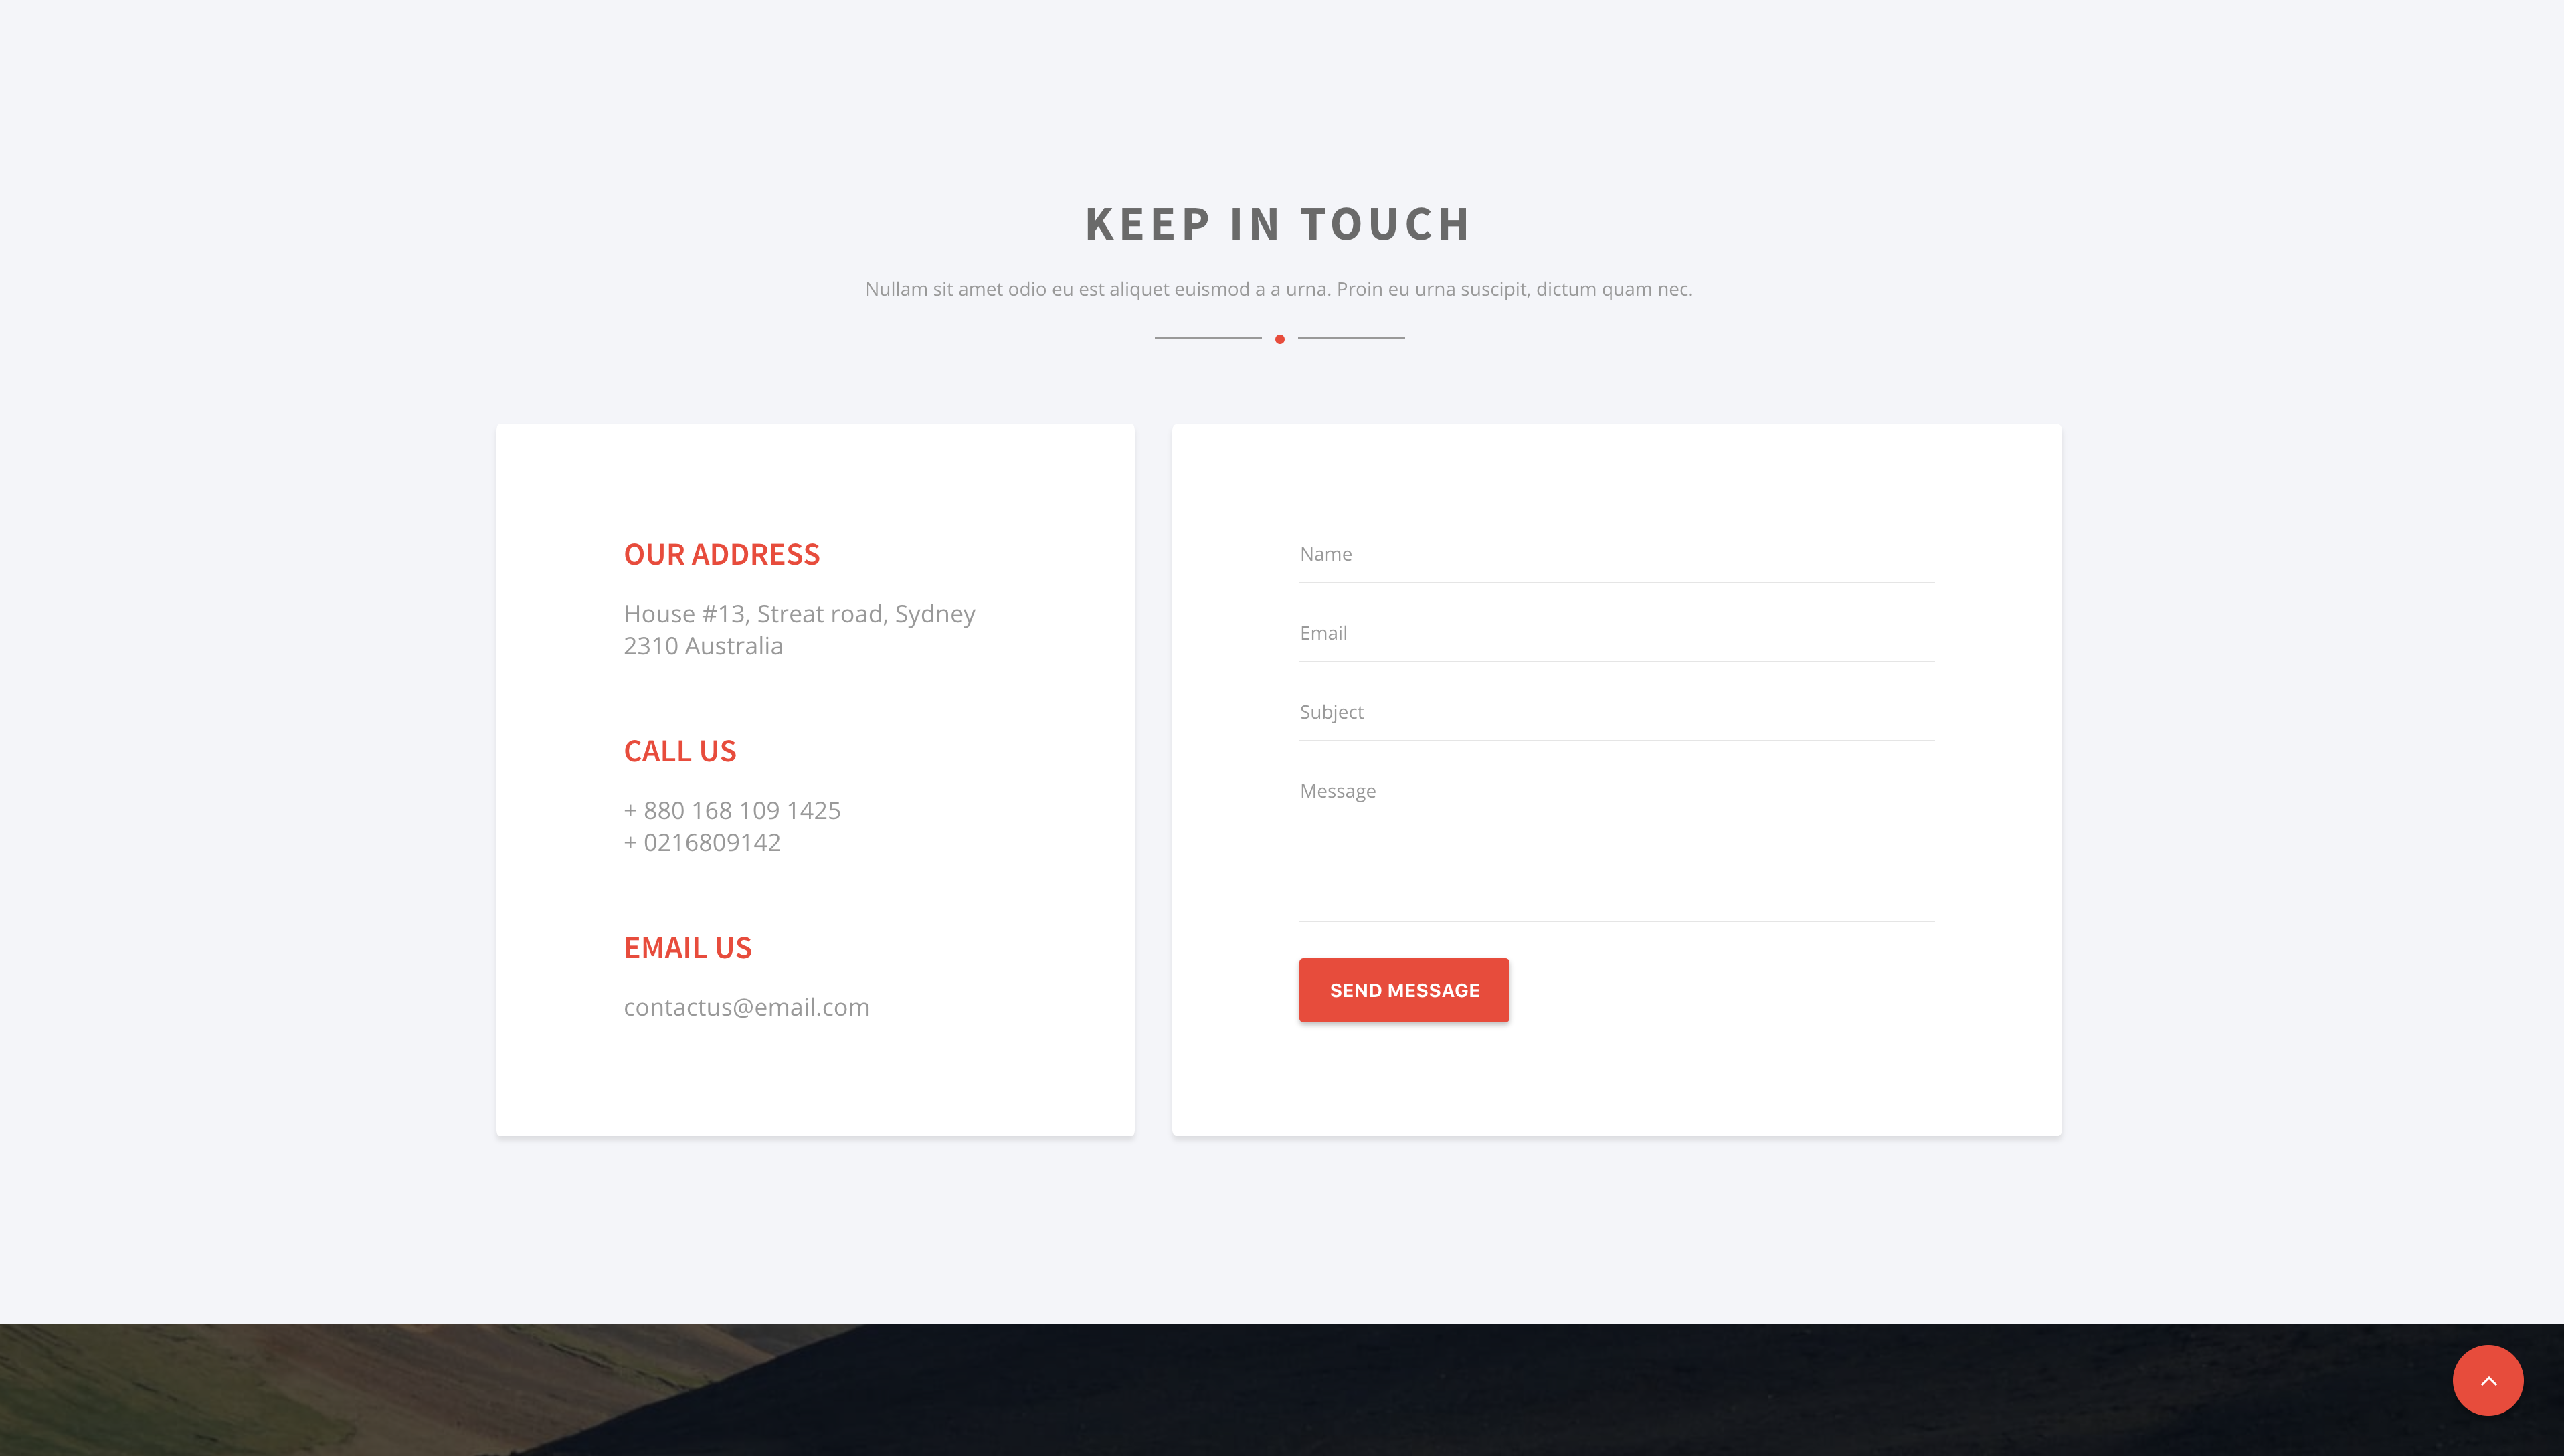 KEEP IN TOUCH
Nullam sit amet odio eu est aliquet euismod a a urna. Proin eu urna suscipit, dictum quam nec.
OUR ADDRESS
House #13, Streat road, Sydney
2310 Australia
CALL US
+ 880 168 109 1425
+ 0216809142
EMAIL US
contactus@email.com
Name
Email
Subject
Message
SEND MESSAGE